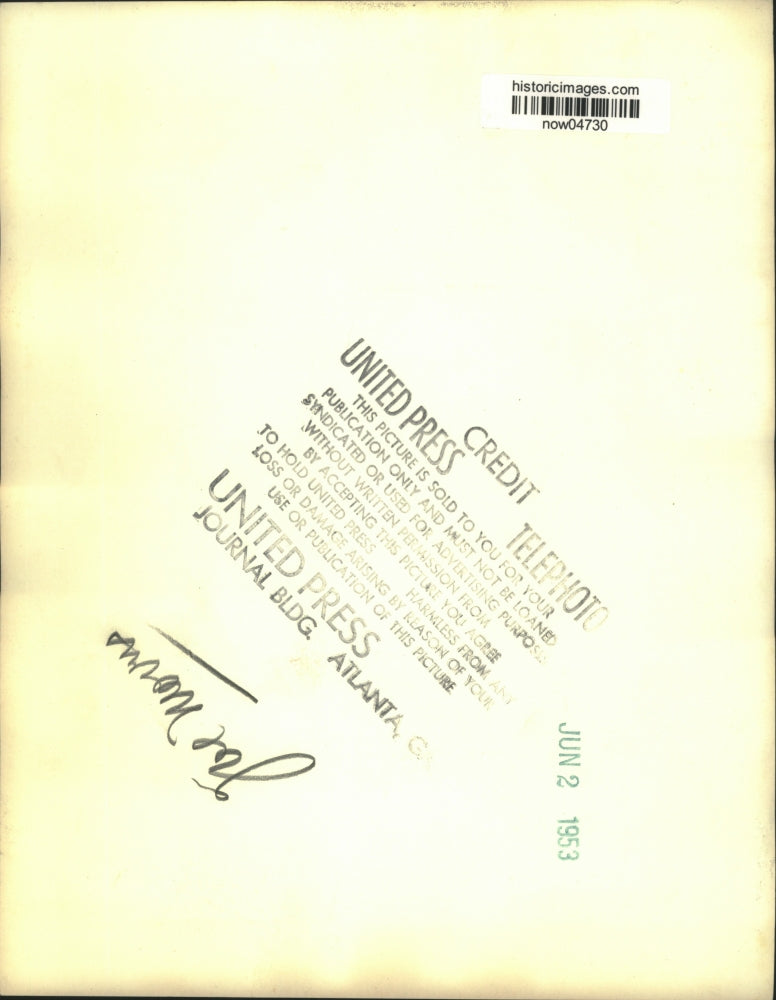 historicimages.com
now04730
CREDIT
UNITED PRESS TELEPHOTO
THIS PICTURE IS SOLD TO YOU FOR YOUR
PUBLICATION ONLY AND MUST NOT BE LOANED
SYNDICATED OR USED FOR ADVERTISING PURPOSES
WITHOUT WRITTEN PERMISSION FROM
BY ACCEPTING THIS PICTURE YOU AGREE
TO HOLD UNITED PRESS HARMLESS FROM ANY
LOSS OR DAMAGE ARISING BY REASON OF YOUR
USE OR PUBLICATION OF THIS PICTURE
UNITED PRESS
JOURNAL BLDG. ATLANTA, G
JUN 2 1953
Joe Morris